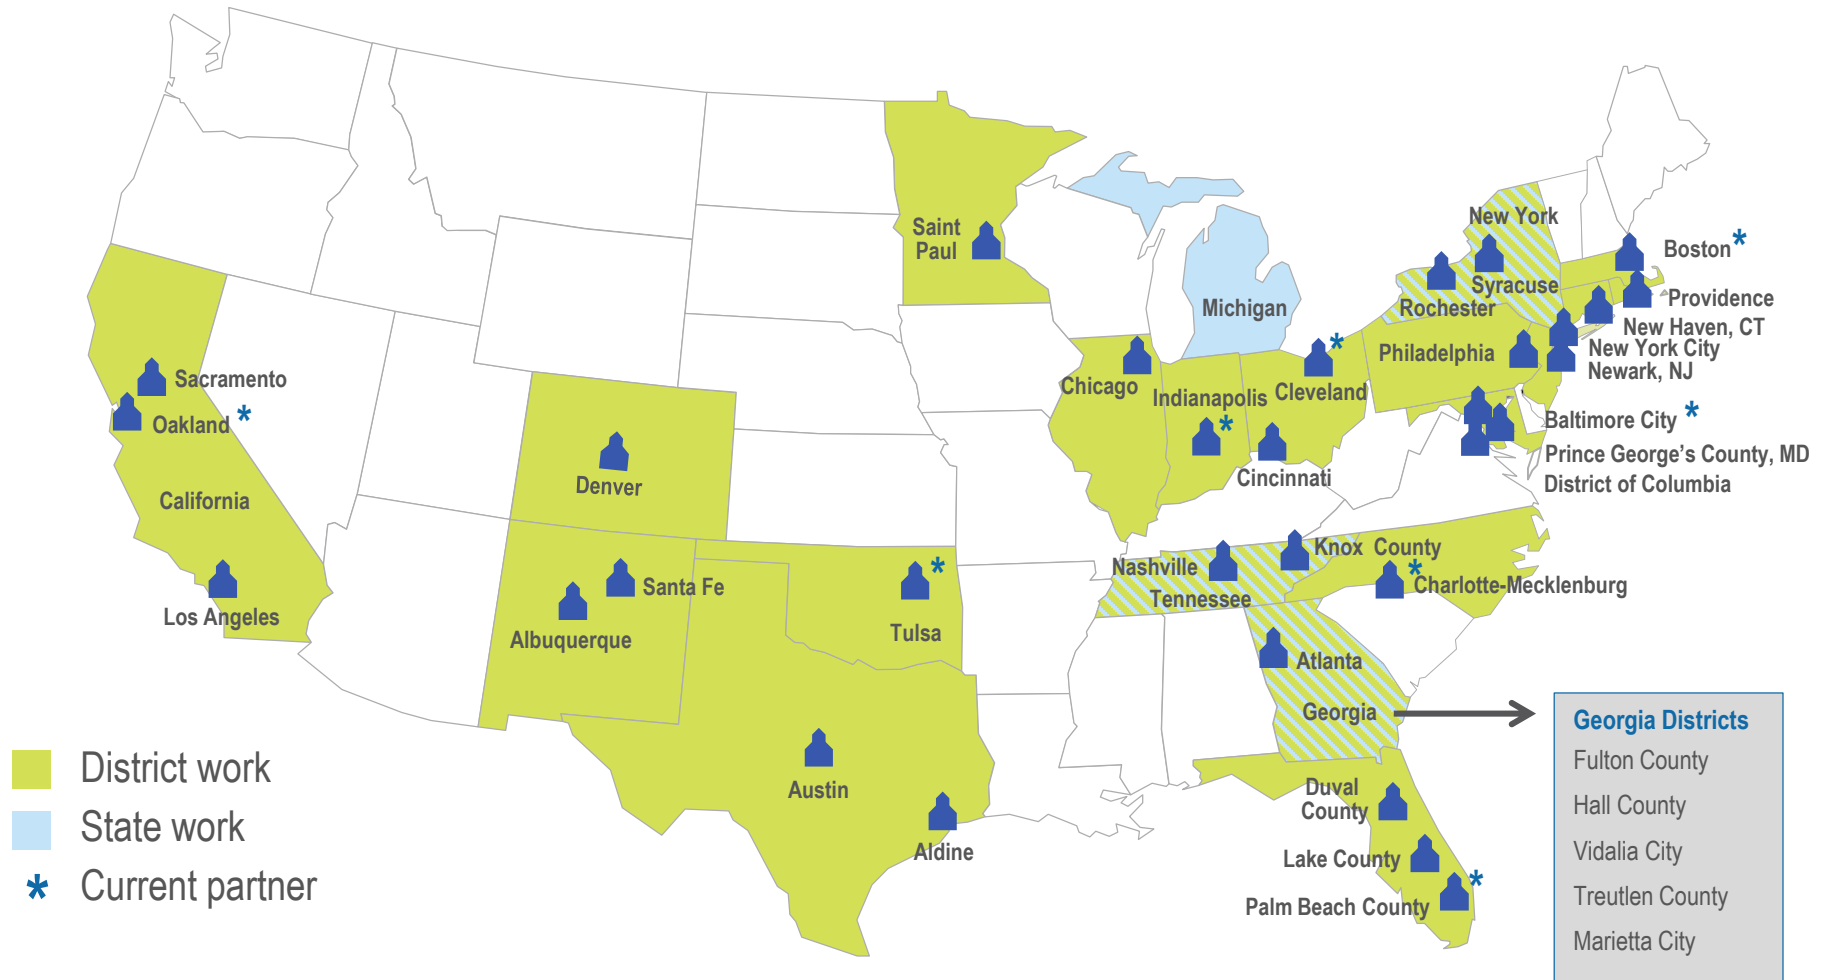 New York
Saint
Paul
Boston*
Syracuse
Michigan
Rochester
Providence
New Haven, CT
*
Philadelphia
New York City
Newark, NJ
Sacramento
Chicago
Indianapolis
Cleveland
Oakland *
*
Baltimore City *
Prince George's County, MD
Cincinnati
District of Columbia
Denver
California
Knox County
Nashville
*
*
Charlotte-Mecklenburg
Santa Fe
Tennessee
Los Angeles
Albuquerque
Tulsa
Atlanta
Georgia
Georgia Districts
Fulton County
Hall County
Vidalia City
Treutlen County
Marietta City
Austin
Duval
County
Aldine
Lake County
*
Palm Beach County
District work
State work
* Current partner